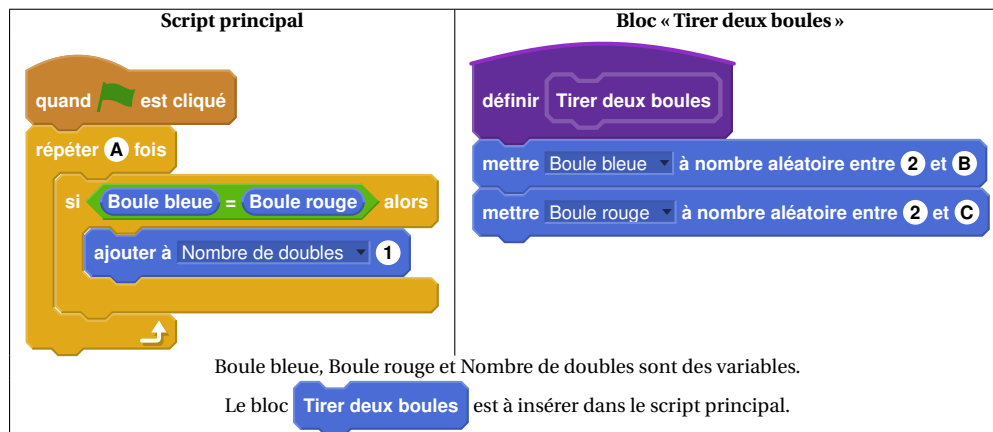 Script principal
quand est cliqué
répéter A fois
si Boule bleue = Boule rouge alors
ajouter à Nombre de doubles 1
Bloc « Tirer deux boules »
définir Tirer deux boules
mettre Boule bleue à nombre aléatoire entre 2 et B
mettre Boule rouge à nombre aléatoire entre 2 et C
Boule bleue, Boule rouge et Nombre de doubles sont des variables.
Le bloc Tirer deux boules est à insérer dans le script principal.